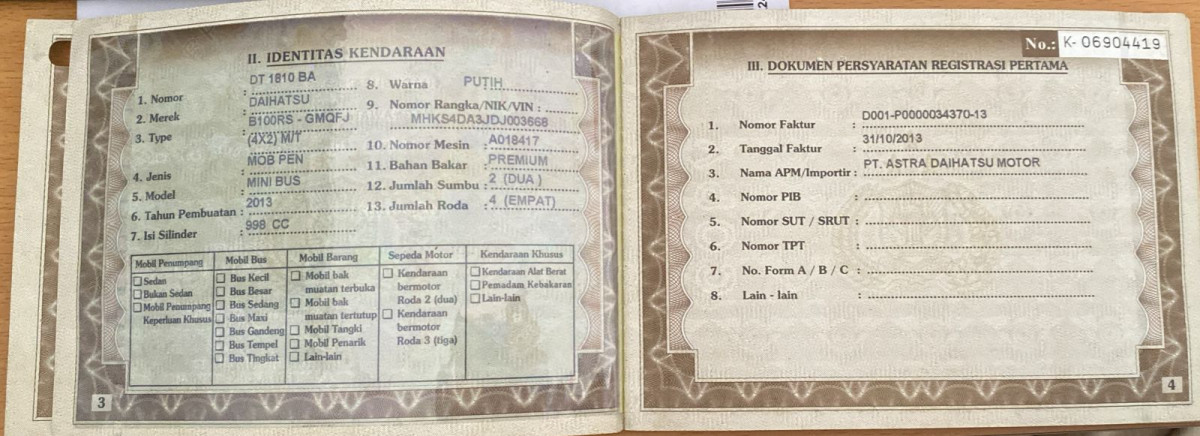 II. IDENTITAS KENDARAAN
1. Nomor : DT 1810 BA
2. Merek : DAIHATSU
3. Type : B100RS - GMQFJ
(4X2) M/T
4. Jenis : MOB PEN
5. Model : MINI BUS
6. Tahun Pembuatan : 2013
7. Isi Silinder : 998 CC
8. Warna PUTIH
9. Nomor Rangka/NIK/VIN :
MHKS4DA3JDJ003668
10. Nomor Mesin : A018417
11. Bahan Bakar : PREMIUM
12. Jumlah Sumbu : 2 (DUA )
13. Jumlah Roda : 4 (EMPAT)
Mobil Penumpang
Sedan
Bukan Sedan
Mobil Penumpang
Keperluan Khusus
Mobil Bus
Bus Kecil
Bus Besar
Bus Sedang
Bus Maxi
Bus Gandeng
Bus Tempel
Bus Tingkat
Mobil Barang
Mobil bak
muatan terbuka
Mobil bak
muatan tertutup
Mobil Tangki
Mobil Penarik
Lain-lain
Sepeda Motor
Kendaraan
bermotor
Roda 2 (dua)
Kendaraan
bermotor
Roda 3 (tiga)
Kendaraan Khusus
Kendaraan Alat Berat
Pemadam Kebakaran
Lain-lain
3
No.: K- 06904419
III. DOKUMEN PERSYARATAN REGISTRASI PERTAMA
1. Nomor Faktur : D001-P0000034370-13
2. Tanggal Faktur : 31/10/2013
3. Nama APM/Importir : PT. ASTRA DAIHATSU MOTOR
4. Nomor PIB :
5. Nomor SUT / SRUT :
6. Nomor TPT :
7. No. Form A / B / C :
8. Lain - lain :
4